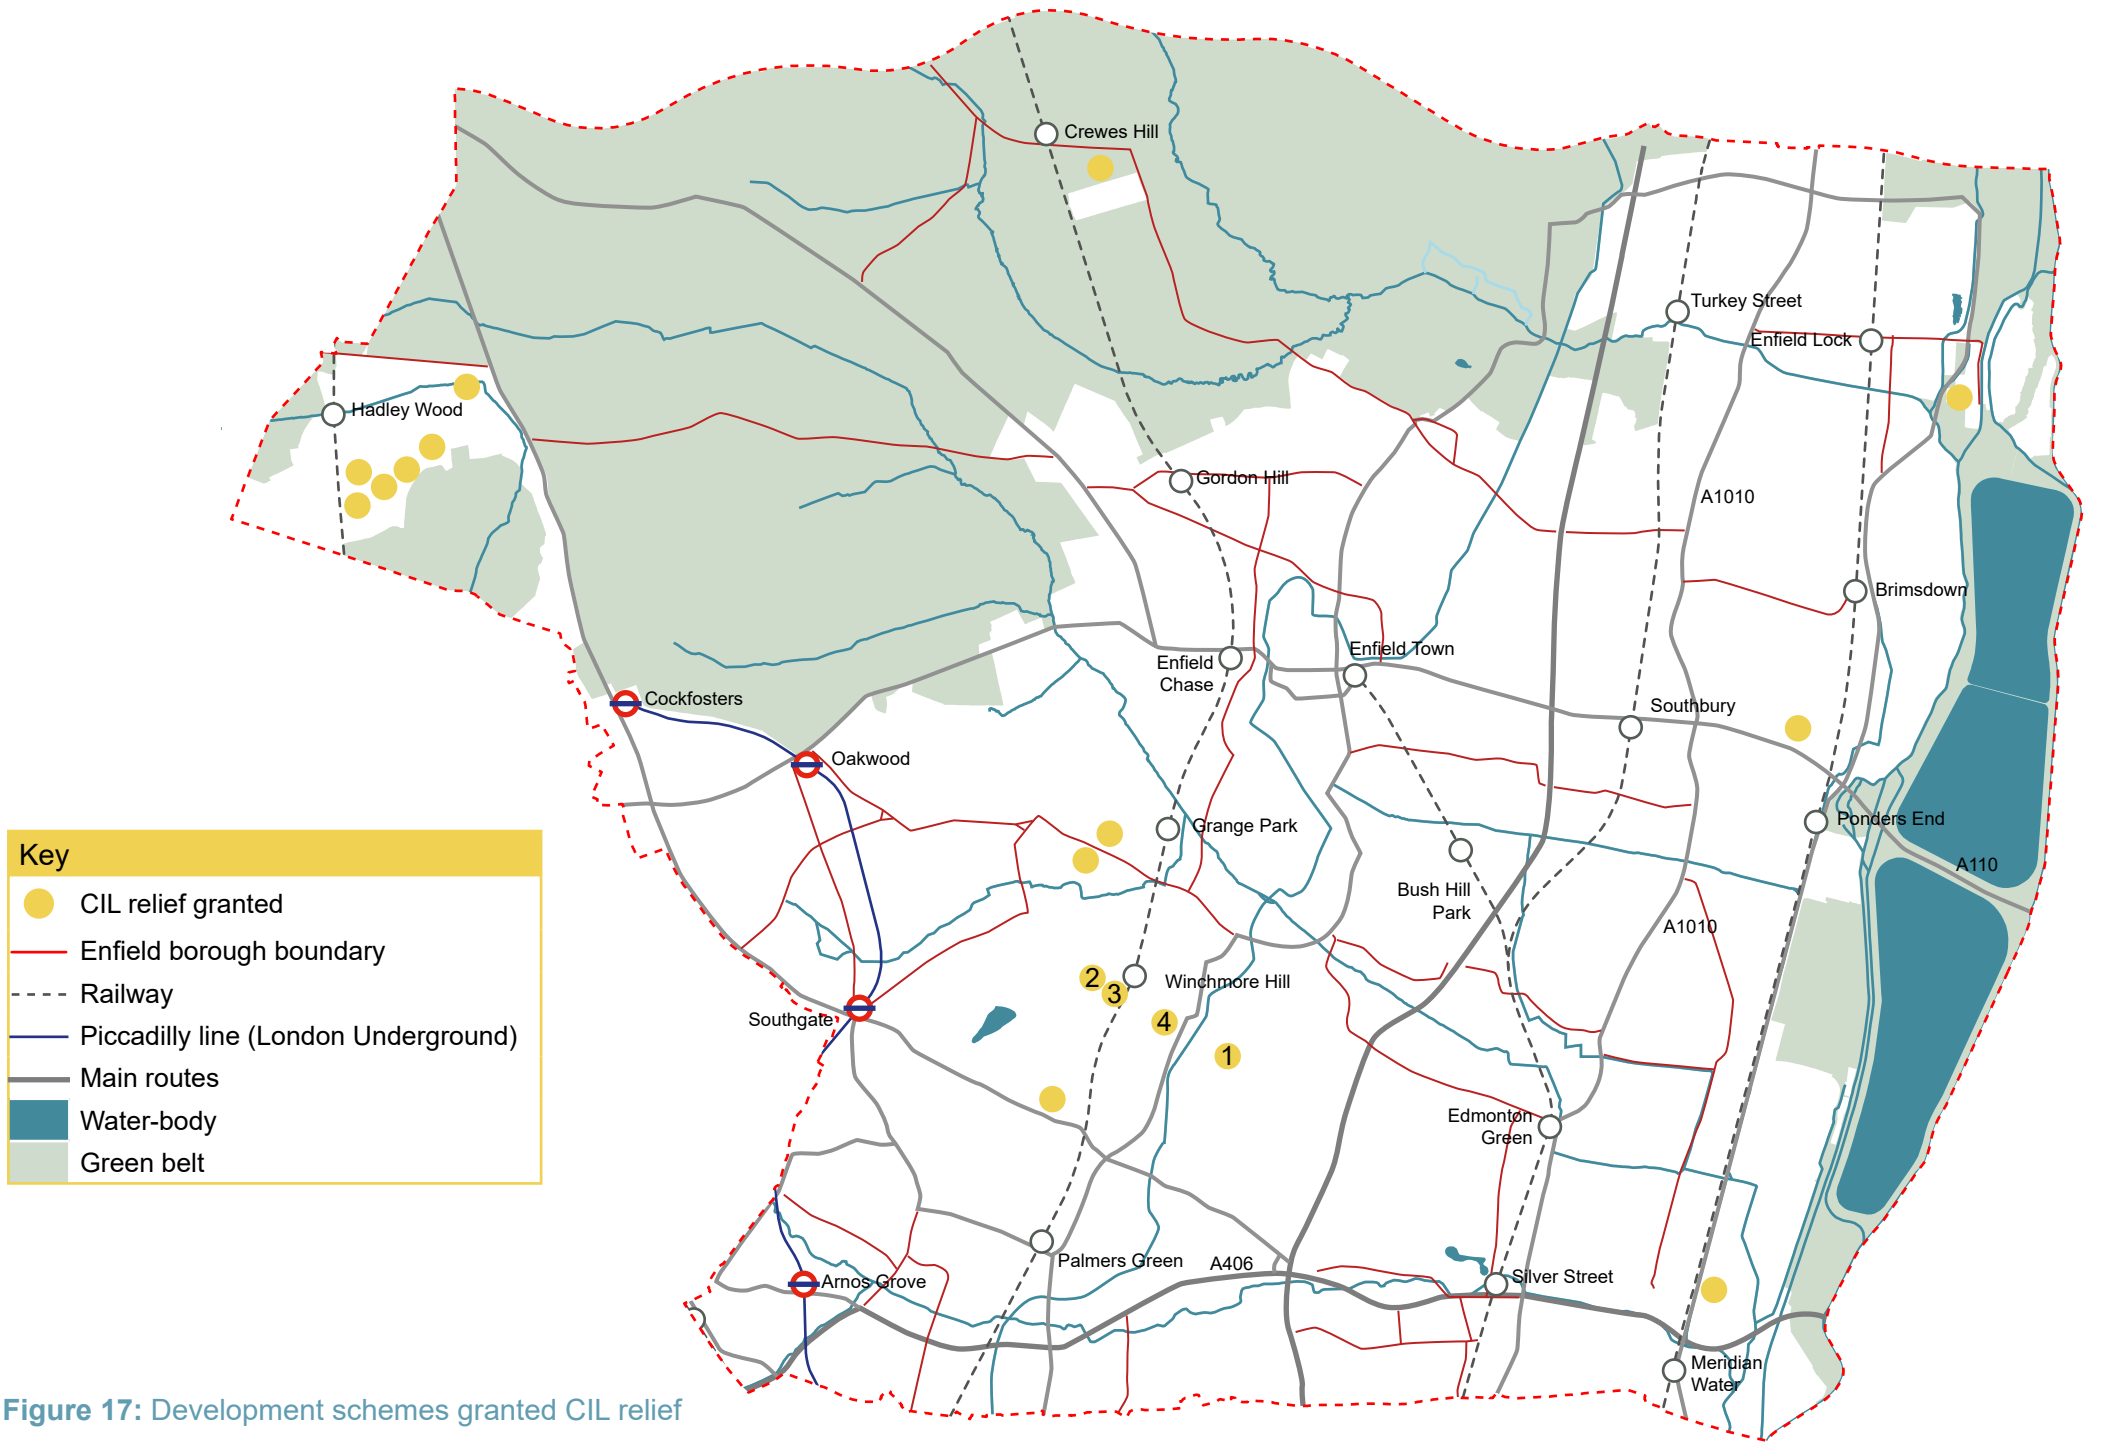 Crewes Hill
Turkey Street
Enfield Lock
Hadley Wood
Gordon Hill
A1010
Brimsdown
Enfield
Chase
Enfield Town
Cockfosters
Southbury
Oakwood
Grange Park
Ponders End
A110
Bush Hill
Park
A1010
2
3
Winchmore Hill
4
Southgate
1
Edmonton
Green
Palmers Green
A406
Arnos Grove
Silver Street
Meridian
Water
Key
CIL relief granted
Enfield borough boundary
Railway
Piccadilly line (London Underground)
Main routes
Water-body
Green belt
Figure 17: Development schemes granted CIL relief